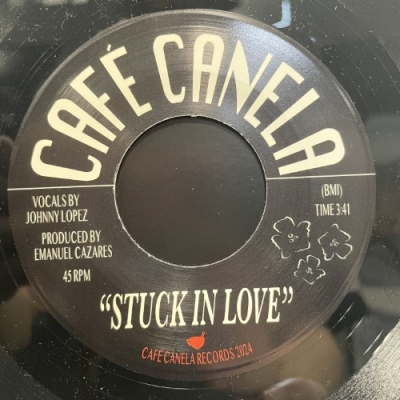 CAFÉ CANELA
VOCALS BY
JOHNNY LOPEZ
PRODUCED BY
EMANUEL CAZARES
45 RPM
(BMI)
TIME 3:41
"STUCK IN LOVE"
CAFE CANELA RECORDS 2024